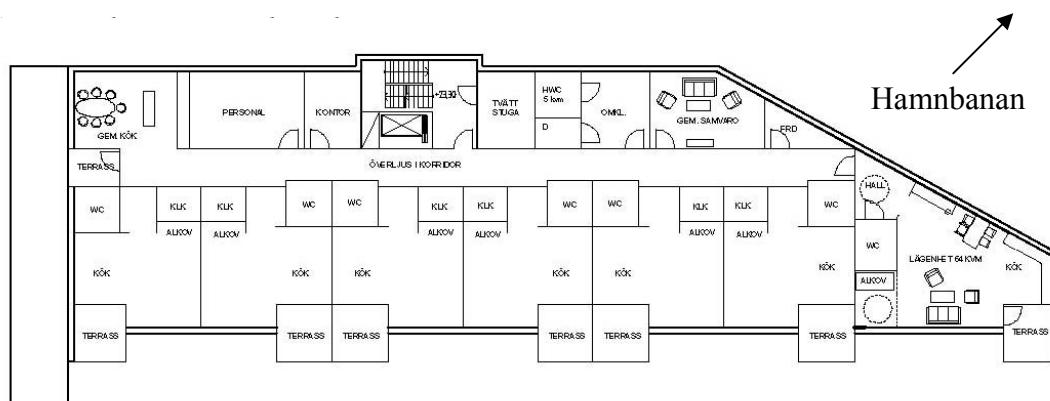 Hamnbanan
+23,30
HWC
5 kvm
TVÄTT
STUGA
PERSONAL
KONTOR
OMKL.
GEM. SAMVARO
GEM. KÖK
D
FRD
TERRASS
ÖVERLJUS I KORRIDOR
HALL
WC
KLK
KLK
WC
WC
KLK
KLK
WC
WC
KLK
KLK
WC
ALKOV
ALKOV
ALKOV
ALKOV
ALKOV
ALKOV
WC
LÄGENHET 64 KVM
KÖK
KÖK
KÖK
KÖK
KÖK
KÖK
KÖK
ALKOV
TERRASS
TERRASS
TERRASS
TERRASS
TERRASS
TERRASS
TERRASS